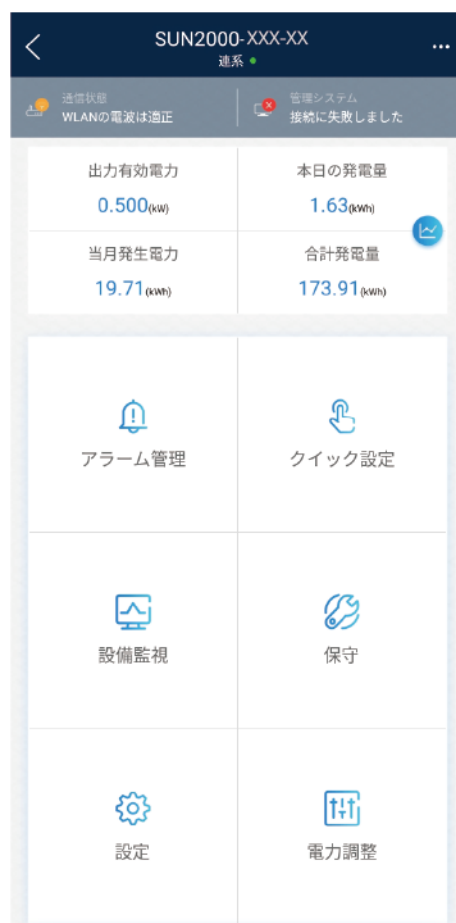 SUN2000-XXX-XX
連系
通信状態
WLANの電波は適正
管理システム
接続に失敗しました
出力有効電力
0.500(kW)
本日の発電量
1.63(kWh)
当月発生電力
19.71(kWh)
合計発電量
173.91(kWh)
アラーム管理
クイック設定
設備監視
保守
設定
電力調整